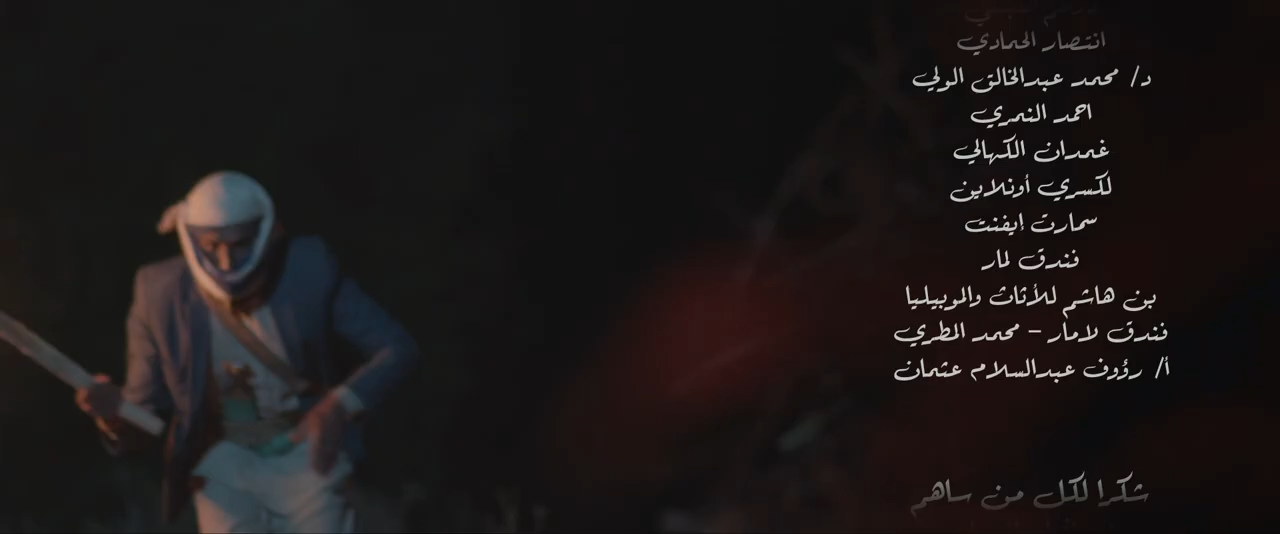 انتصار الحمادي
د/ محمد عبدالخالق الولي
احمد النمري
غمدان الكهالي
لكسري أونلاين
سمارت إيفنت
فندق لمار
بن هاشم للأثاث والموبيليا
فندق لامار - محمد المطري
أ/ رؤوف عبدالسلام عثمان
شكرا لكل من ساهم